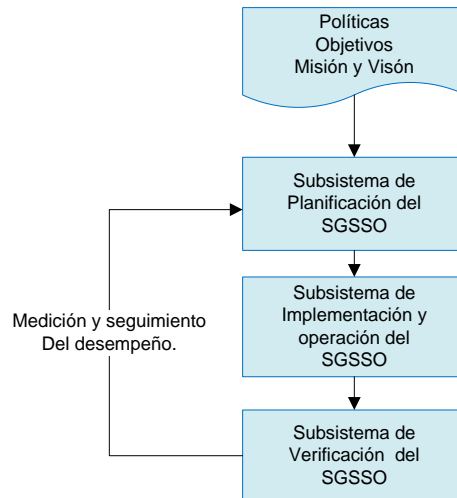 Políticas
Objetivos
Misión y Visón
Subsistema de
Planificación del
SGSSO
Subsistema de
Implementación y
operación del
SGSSO
Medición y seguimiento
Del desempeño.
Subsistema de
Verificación del
SGSSO